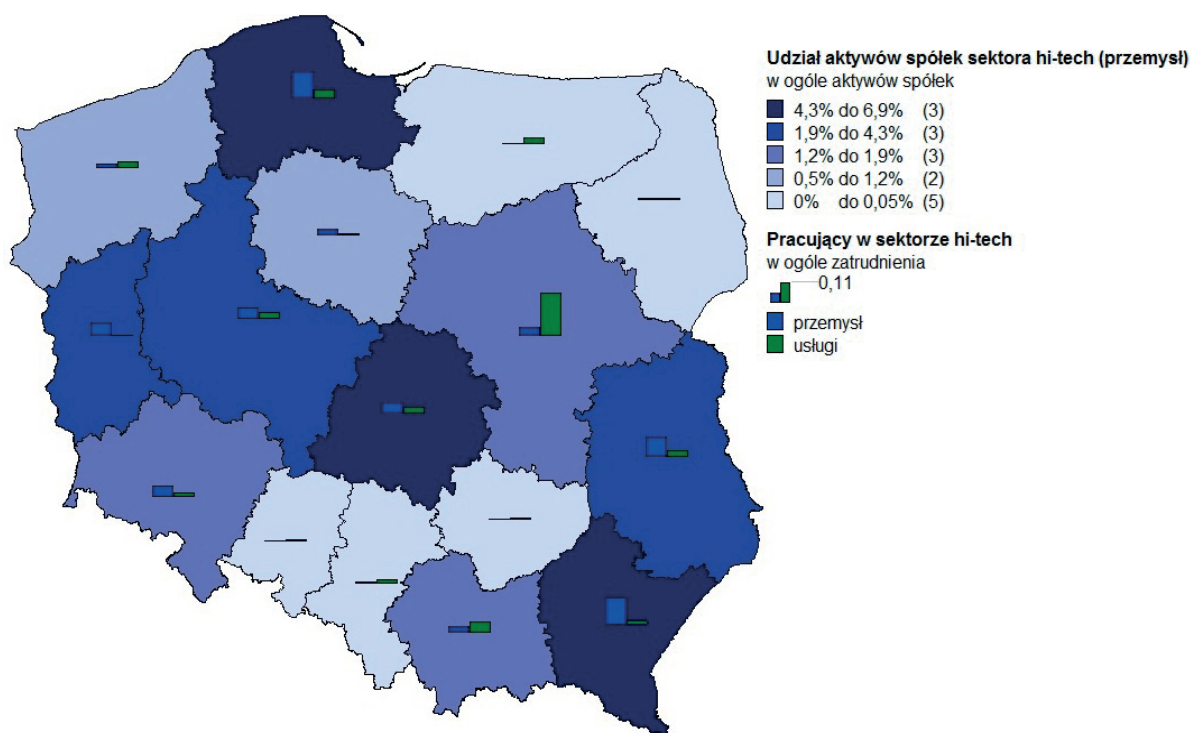 Udział aktywów spółek sektora hi-tech (przemysł)
w ogóle aktywów spółek
4,3% do 6,9% (3)
1,9% do 4,3% (3)
1,2% do 1,9% (3)
0,5% do 1,2% (2)
0% do 0,05% (5)
Pracujący w sektorze hi-tech
w ogóle zatrudnienia
0,11
przemysł
usługi